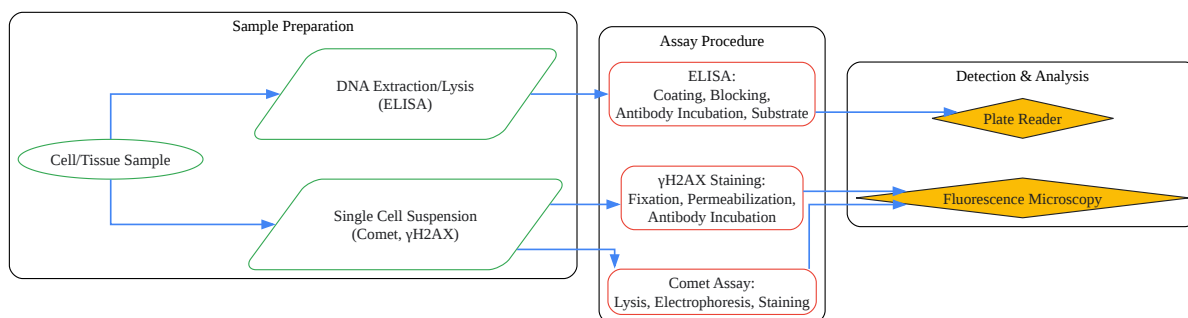 Sample Preparation
DNA Extraction/Lysis
(ELISA)
Cell/Tissue Sample
Single Cell Suspension
(Comet, γH2AX)
Assay Procedure
ELISA:
Coating, Blocking,
Antibody Incubation, Substrate
γH2AX Staining:
Fixation, Permeabilization,
Antibody Incubation
Comet Assay:
Lysis, Electrophoresis, Staining
Detection & Analysis
Plate Reader
Fluorescence Microscopy